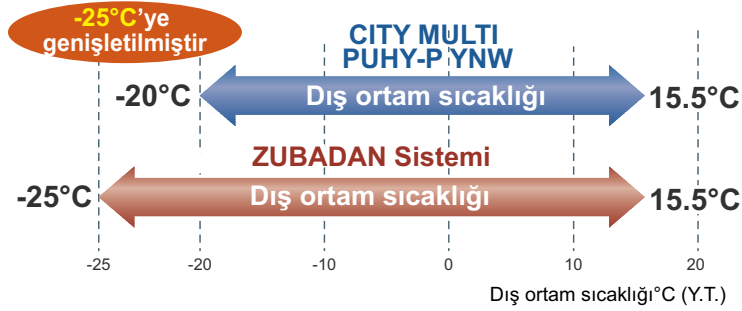 -25°C'ye
genişletilmiştir
CITY MULTI
PUHY-P YNW
-20°C
Dış ortam sıcaklığı
15.5°C
ZUBADAN Sistemi
-25°C
Dış ortam sıcaklığı
15.5°C
-25 -20 -10 0 10 20
Dış ortam sıcaklığı°C (Y.T.)